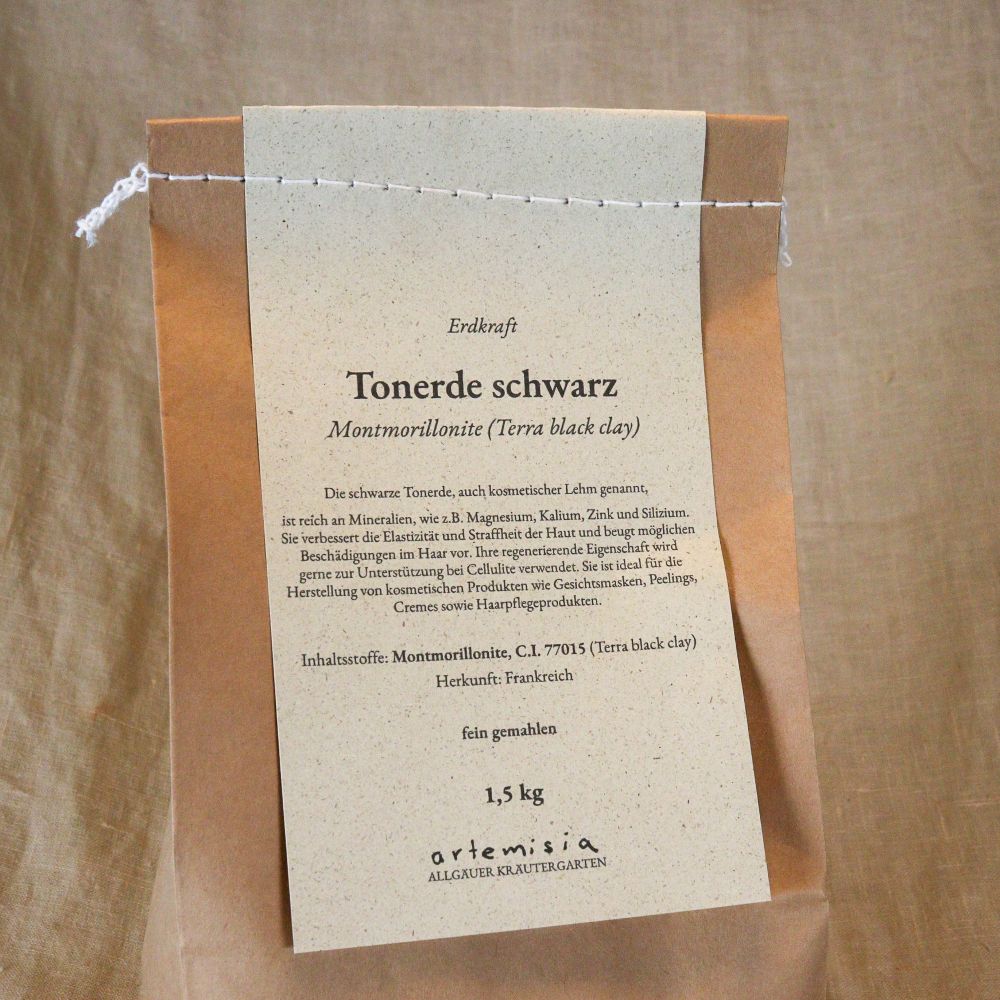 Erdkraft
Tonerde schwarz
Montmorillonite (Terra black clay)
Die schwarze Tonerde, auch kosmetischer Lehm genannt,
ist reich an Mineralien, wie z.B. Magnesium, Kalium, Zink und Silizium.
Sie verbessert die Elastizität und Straffheit der Haut und beugt möglichen
Beschädigungen im Haar vor. Ihre regenerierende Eigenschaft wird
gerne zur Unterstützung bei Cellulite verwendet. Sie ist ideal für die
Herstellung von kosmetischen Produkten wie Gesichtsmasken, Peelings,
Cremes sowie Haarpflegeprodukten.
Inhaltsstoffe: Montmorillonite, C.I. 77015 (Terra black clay)
Herkunft: Frankreich
fein gemahlen
1,5 kg
artemisia
ALLGÄUER KRÄUTERGARTEN